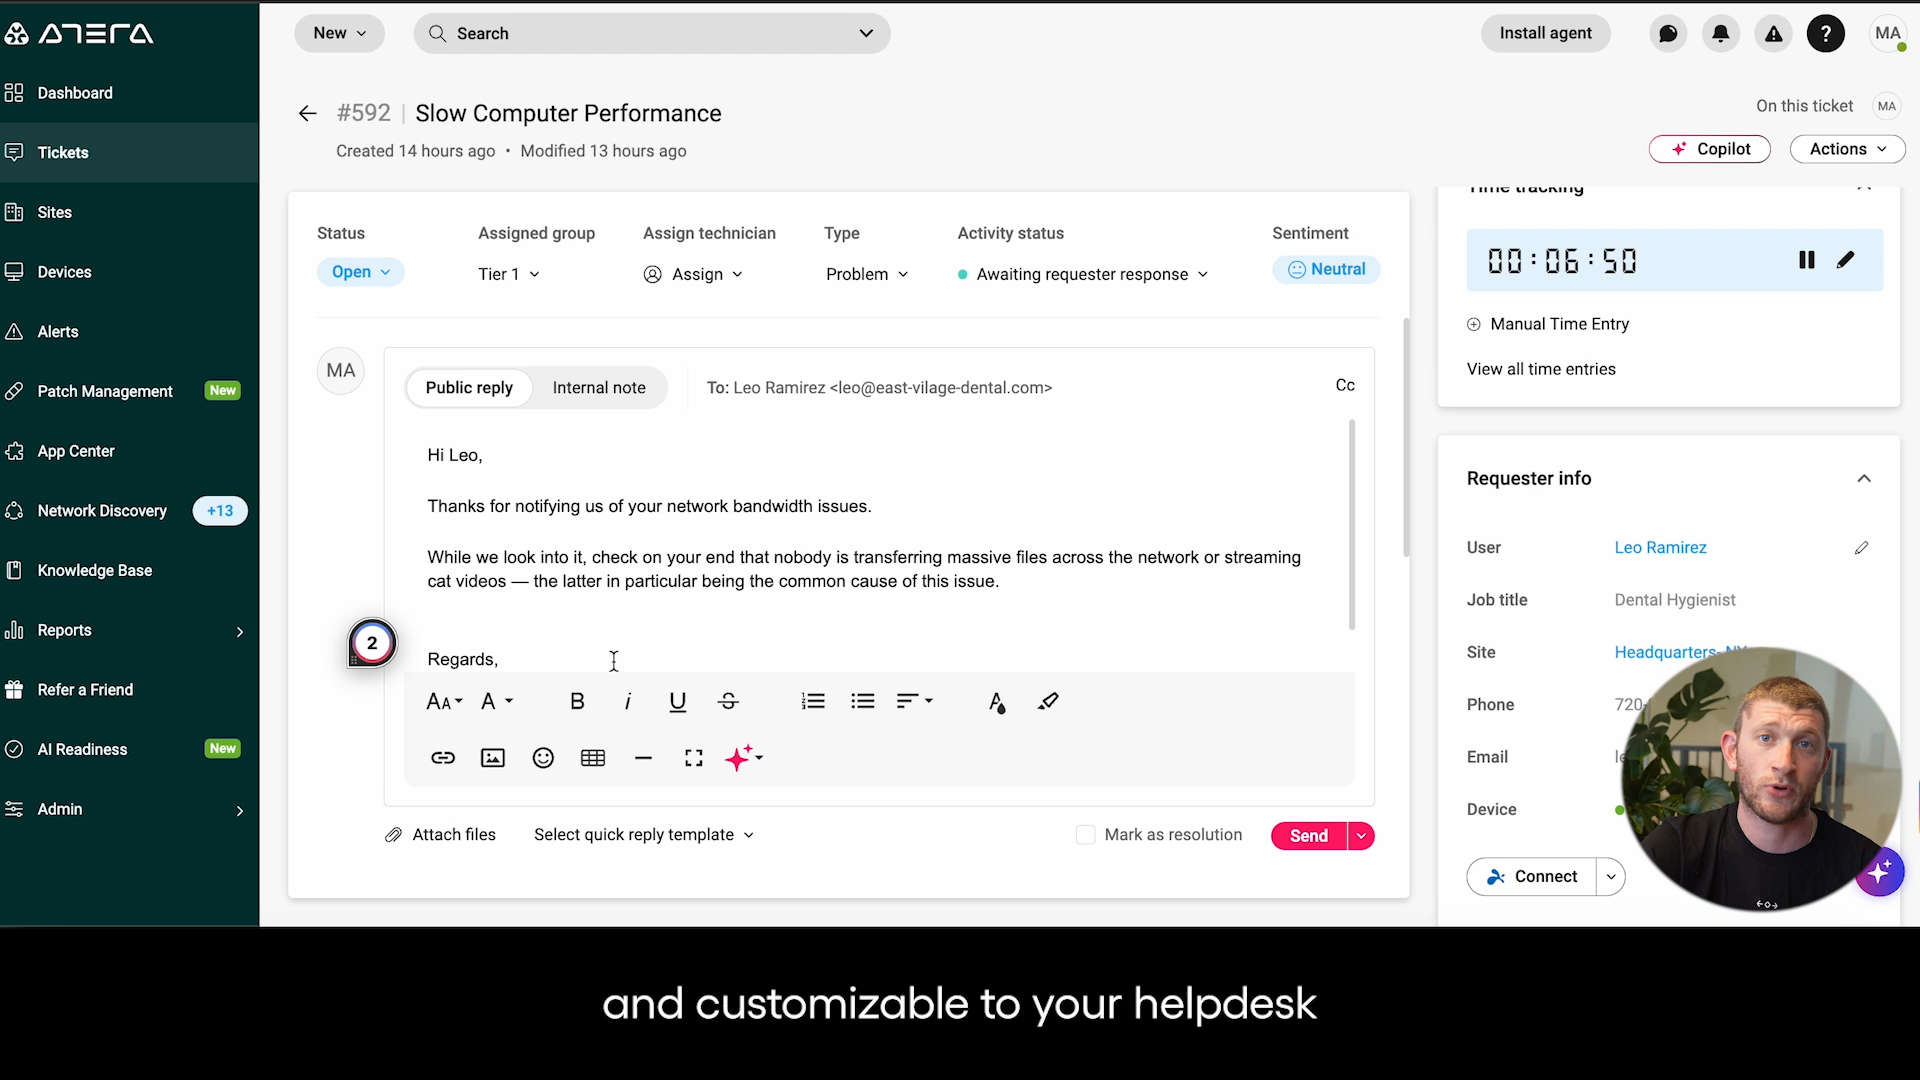 ATERA
New
Search
Install agent
?
MA
Dashboard
Tickets
Sites
Devices
Alerts
Patch Management New
App Center
Network Discovery +13
Knowledge Base
Reports
Refer a Friend
AI Readiness New
Admin
#592 | Slow Computer Performance
Created 14 hours ago • Modified 13 hours ago
On this ticket MA
Copilot
Actions
Status
Open
Assigned group
Tier 1
Assign technician
Assign
Type
Problem
Activity status
Awaiting requester response
Sentiment
Neutral
MA
Public reply
Internal note
To: Leo Ramirez <leo@east-vilage-dental.com>
Cc
Hi Leo,
Thanks for notifying us of your network bandwidth issues.
While we look into it, check on your end that nobody is transferring massive files across the network or streaming
cat videos — the latter in particular being the common cause of this issue.
2
Regards,
Attach files
Select quick reply template
Mark as resolution
Send
Time tracking
00:06:50
Manual Time Entry
View all time entries
Requester info
User Leo Ramirez
Job title Dental Hygienist
Site Headquarters-
Phone 720-
Email
Device
Connect
and customizable to your helpdesk